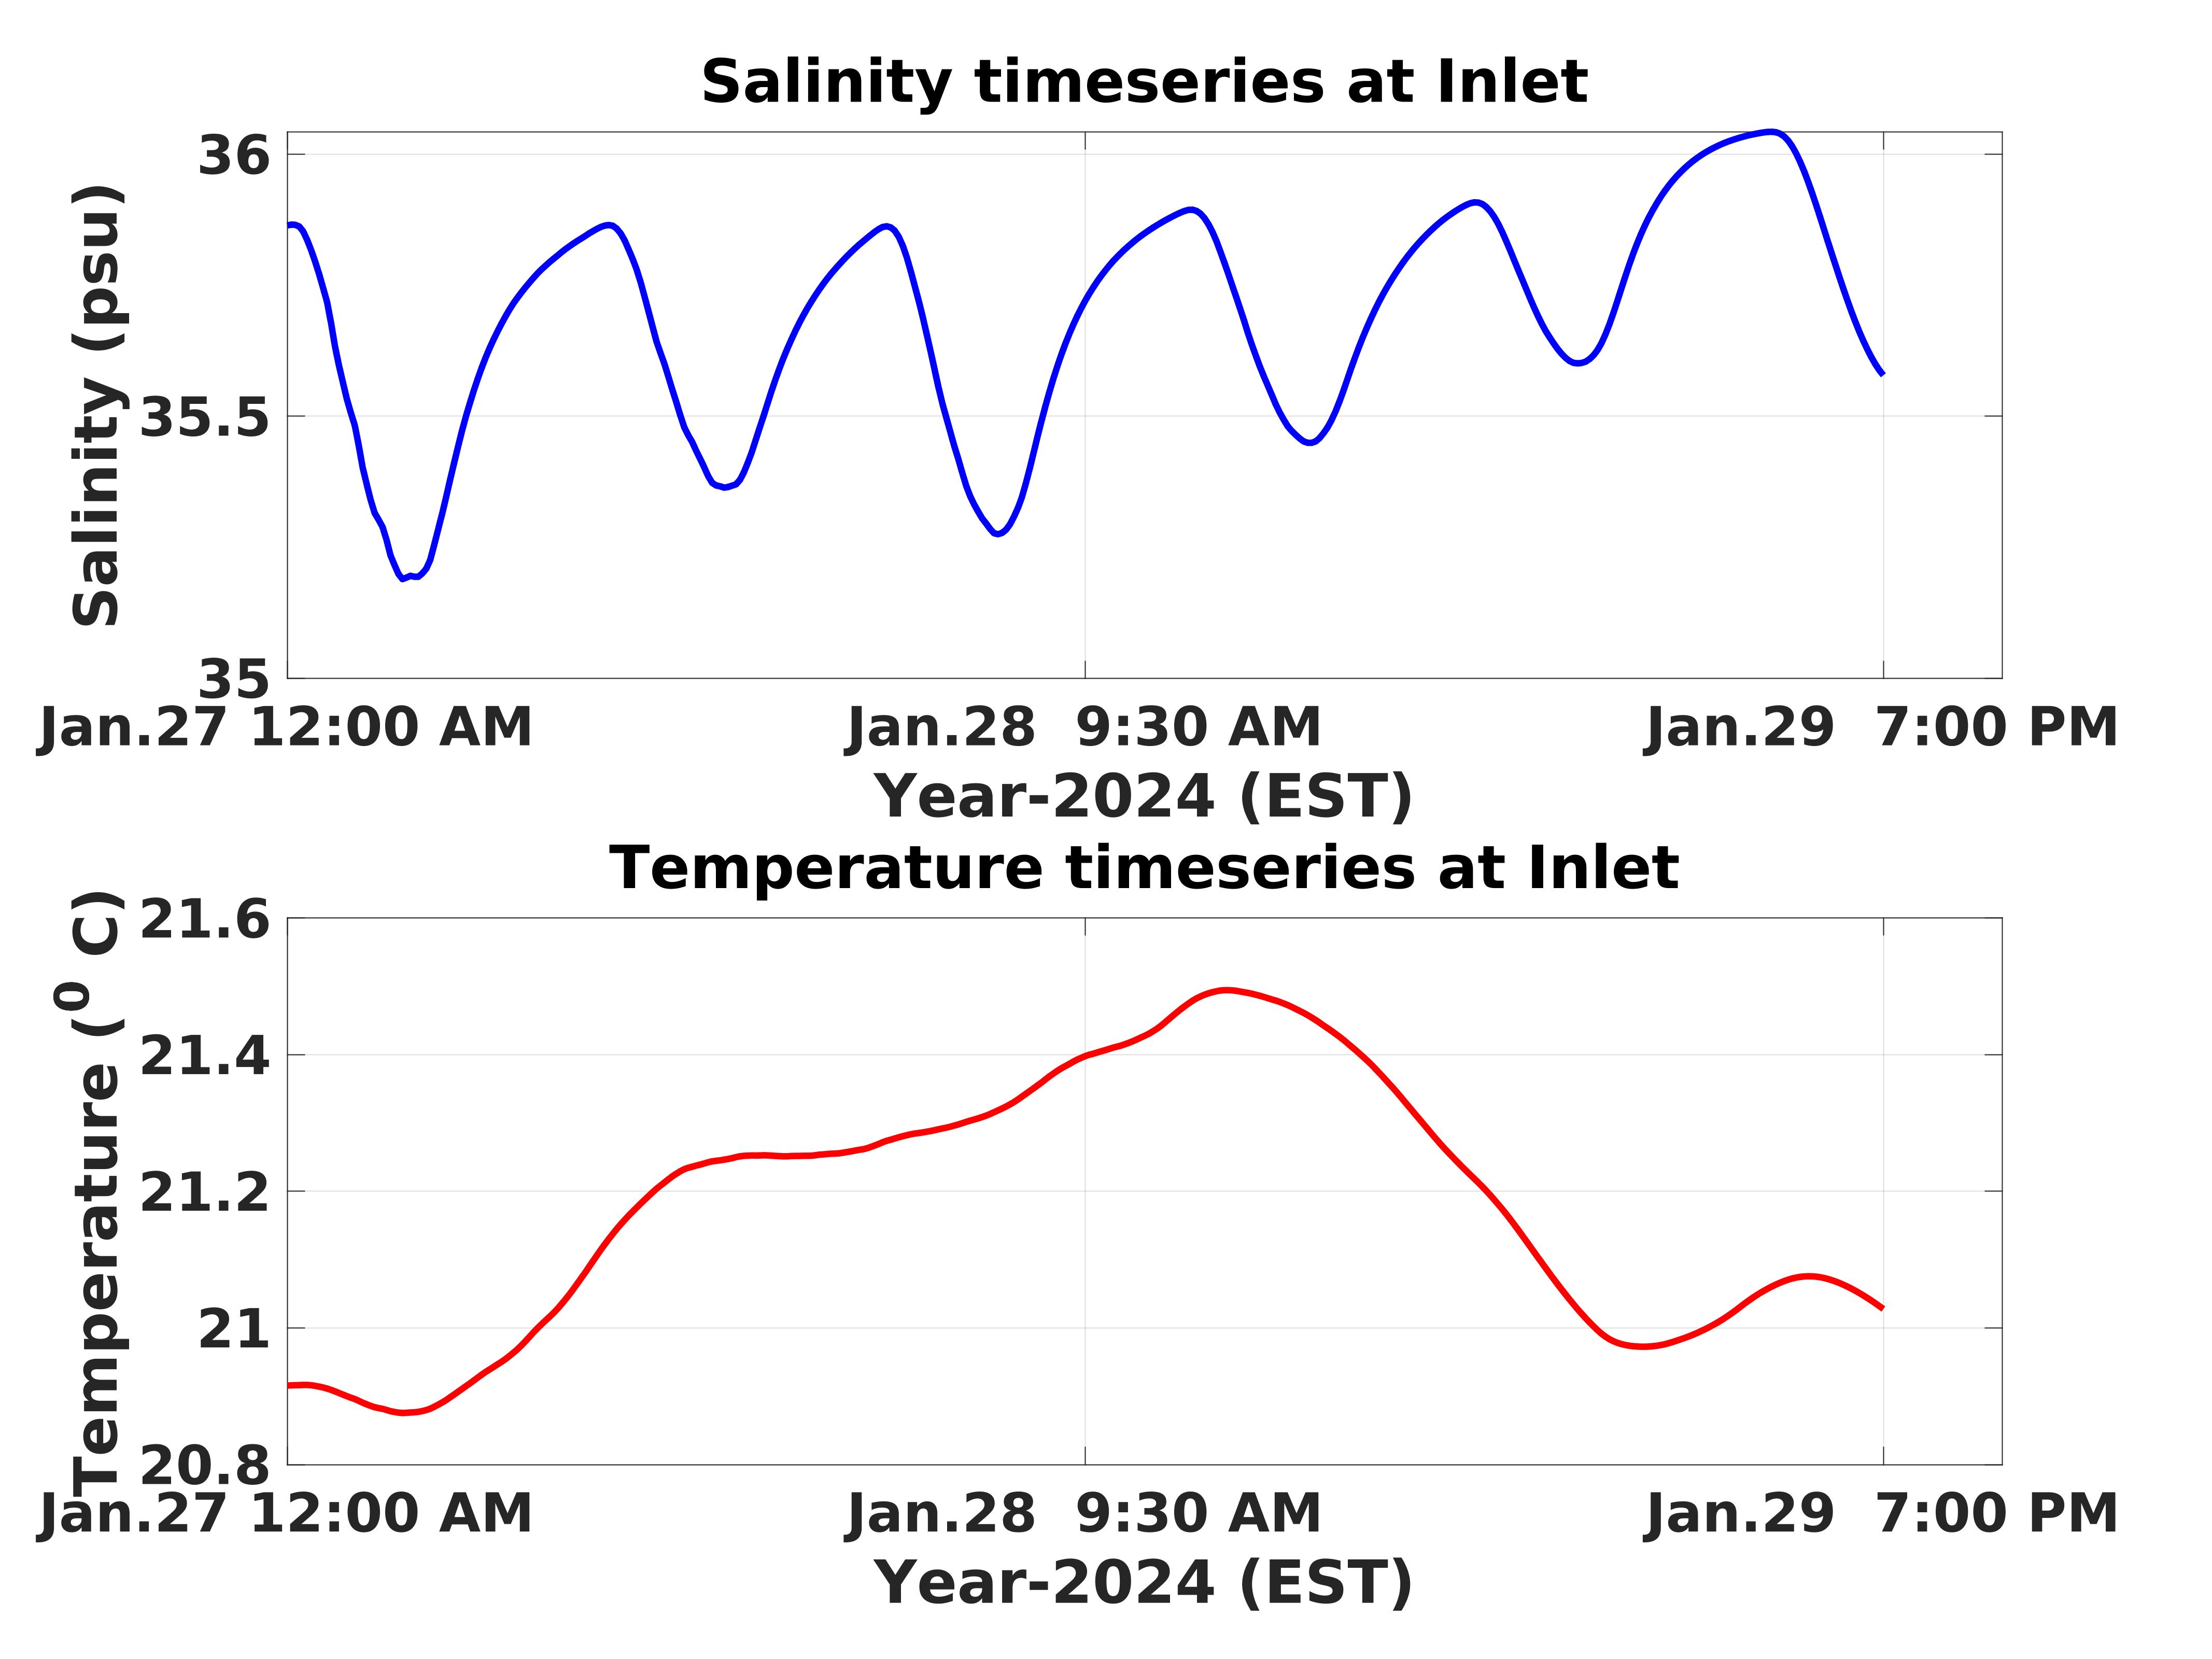 Salinity timeseries at Inlet
Salinity (psu)
36
35.5
35
Jan.27 12:00 AM
Jan.28  9:30 AM
Jan.29  7:00 PM
Year-2024 (EST)
Temperature timeseries at Inlet
Temperature (⁰ C)
21.6
21.4
21.2
21
20.8
Jan.27 12:00 AM
Jan.28  9:30 AM
Jan.29  7:00 PM
Year-2024 (EST)